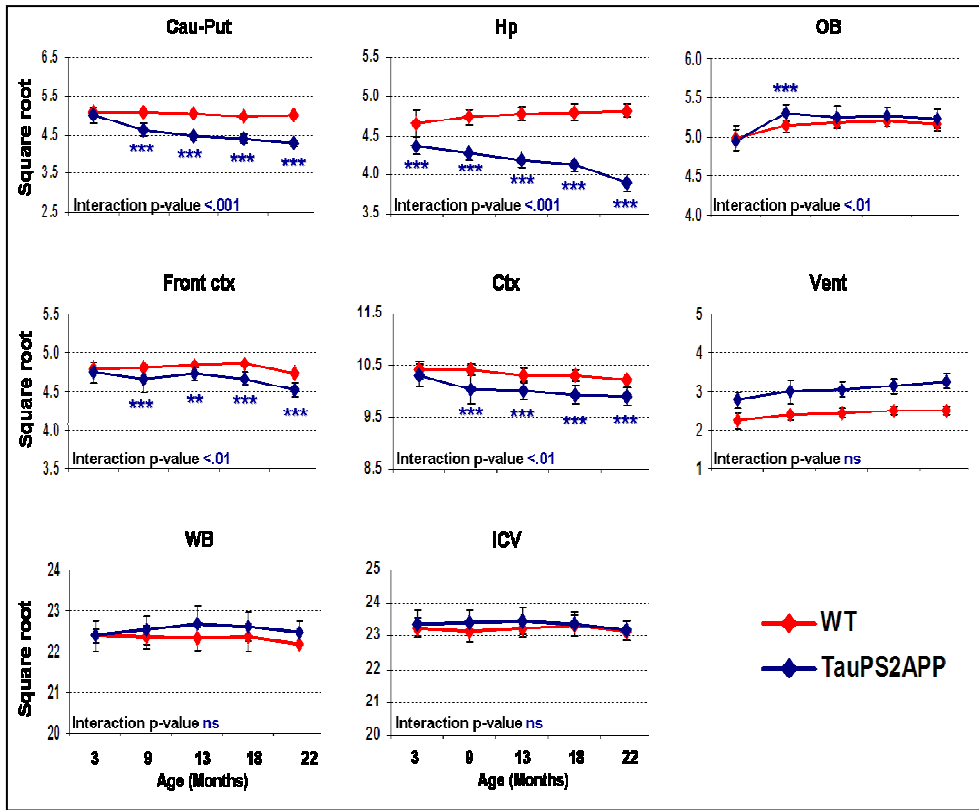 Cau-Put
Hp
OB
Square root
6.5
5.5
4.5
3.5
2.5
***
***
***
***
Interaction p-value <.001
5.5
5.0
4.5
4.0
3.5
***
***
***
***
***
Interaction p-value <.001
6.0
5.5
5.0
4.5
4.0
***
Interaction p-value <.01
Front ctx
Ctx
Vent
Square root
5.5
5.0
4.5
4.0
3.5
***
**
***
***
Interaction p-value <.01
11.5
10.5
9.5
8.5
***
***
***
***
Interaction p-value <.01
5
4
3
2
1
Interaction p-value ns
WB
ICV
Square root
24
23
22
21
20
Interaction p-value ns
3 9 13 18 22
Age (Months)
25
24
23
22
21
20
Interaction p-value ns
3 9 13 18 22
Age (Months)
WT
TauPS2APP